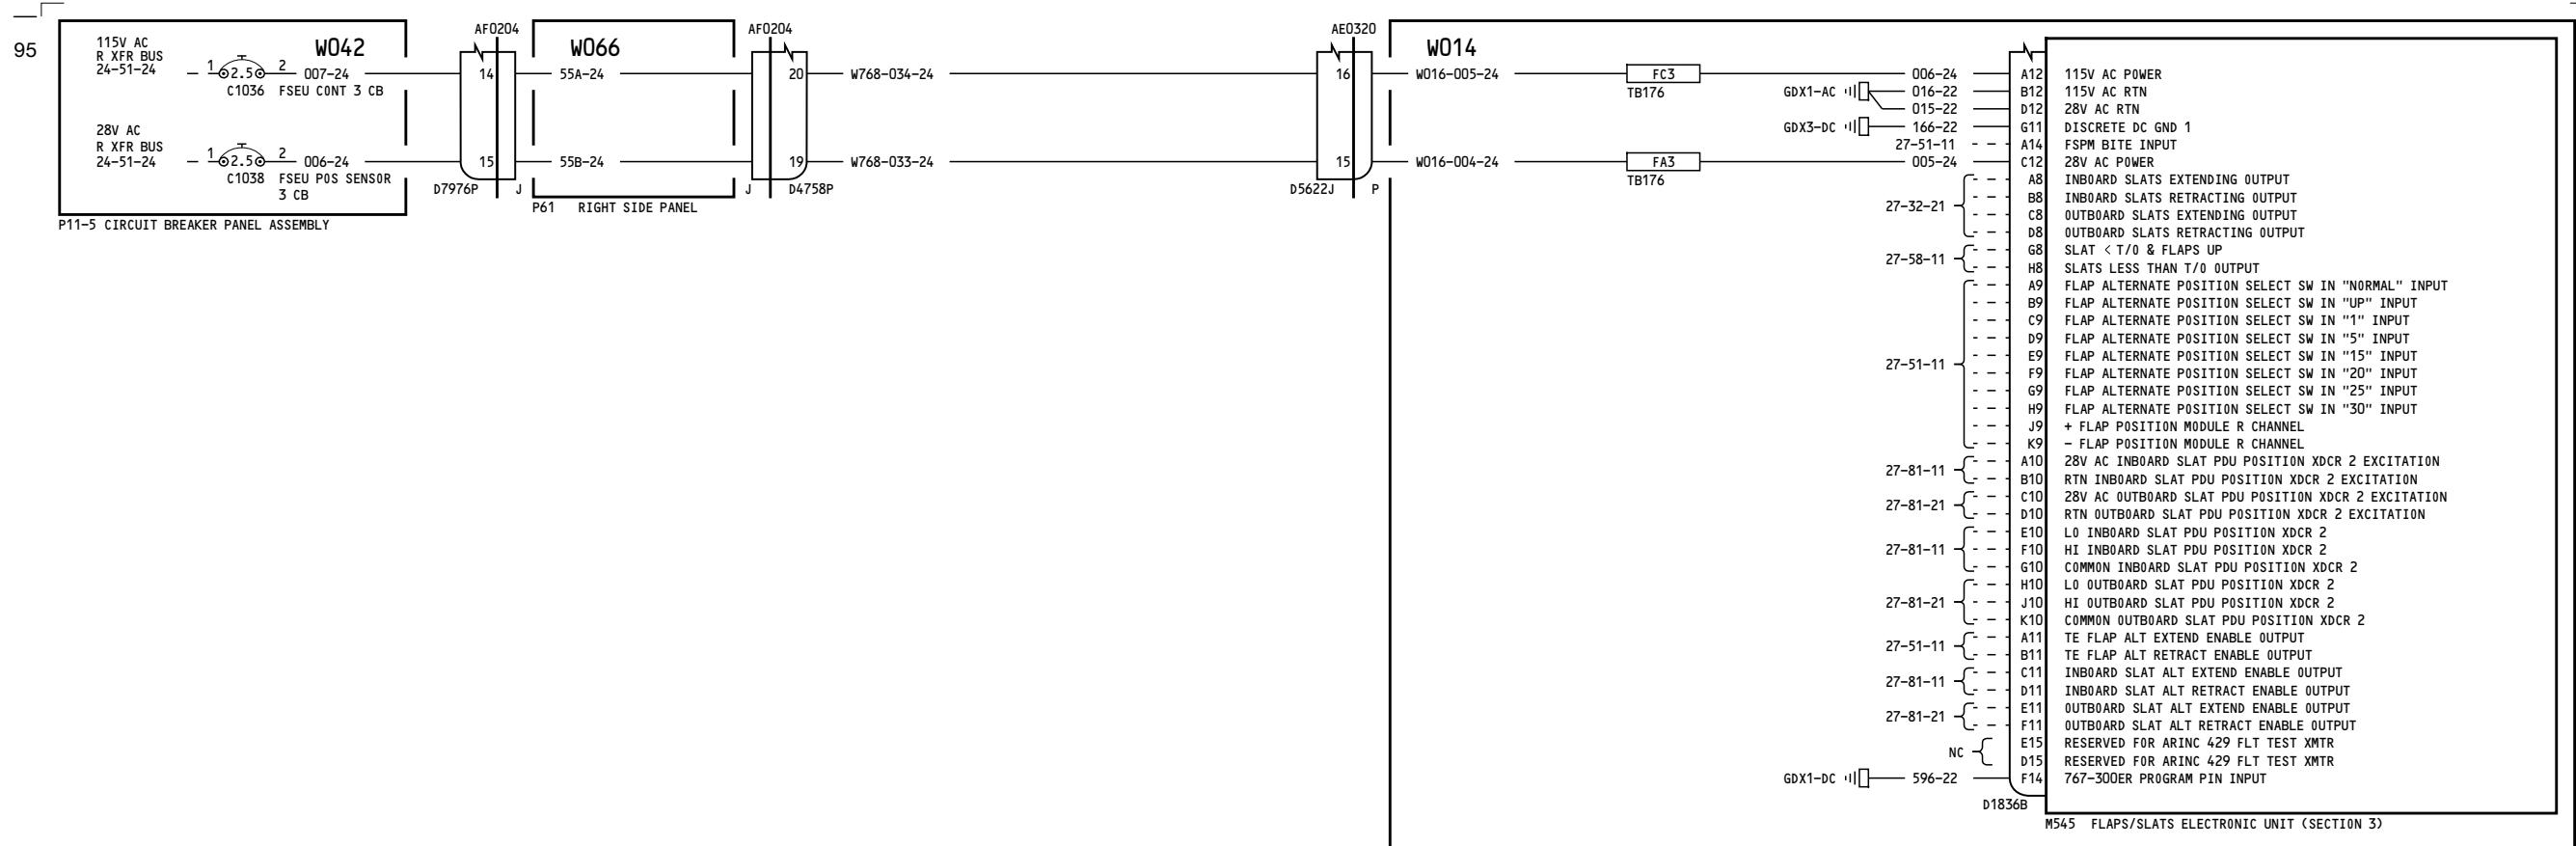 95
115V AC
R XFR BUS
24-51-24
W042
1 2.5 2 007-24
C1036 FSEU CONT 3 CB
28V AC
R XFR BUS
24-51-24
1 2.5 2 006-24
C1038 FSEU POS SENSOR
3 CB
P11-5 CIRCUIT BREAKER PANEL ASSEMBLY
AF0204
14
15
D7976P J
W066
55A-24
55B-24
P61 RIGHT SIDE PANEL
AF0204
20 W768-034-24
19 W768-033-24
J D4758P
AE0320
16
15
D5622J P
W014
W016-005-24
FC3
TB176
W016-004-24
FA3
TB176
006-24 A12 115V AC POWER
GDX1-AC 016-22 B12 115V AC RTN
015-22 D12 28V AC RTN
GDX3-DC 166-22 G11 DISCRETE DC GND 1
27-51-11 A14 FSPM BITE INPUT
005-24 C12 28V AC POWER
27-32-21
A8 INBOARD SLATS EXTENDING OUTPUT
B8 INBOARD SLATS RETRACTING OUTPUT
C8 OUTBOARD SLATS EXTENDING OUTPUT
D8 OUTBOARD SLATS RETRACTING OUTPUT
27-58-11
G8 SLAT < T/O & FLAPS UP
H8 SLATS LESS THAN T/O OUTPUT
27-51-11
A9 FLAP ALTERNATE POSITION SELECT SW IN "NORMAL" INPUT
B9 FLAP ALTERNATE POSITION SELECT SW IN "UP" INPUT
C9 FLAP ALTERNATE POSITION SELECT SW IN "1" INPUT
D9 FLAP ALTERNATE POSITION SELECT SW IN "5" INPUT
E9 FLAP ALTERNATE POSITION SELECT SW IN "15" INPUT
F9 FLAP ALTERNATE POSITION SELECT SW IN "20" INPUT
G9 FLAP ALTERNATE POSITION SELECT SW IN "25" INPUT
H9 FLAP ALTERNATE POSITION SELECT SW IN "30" INPUT
J9 + FLAP POSITION MODULE R CHANNEL
K9 - FLAP POSITION MODULE R CHANNEL
27-81-11
A10 28V AC INBOARD SLAT PDU POSITION XDCR 2 EXCITATION
B10 RTN INBOARD SLAT PDU POSITION XDCR 2 EXCITATION
27-81-21
C10 28V AC OUTBOARD SLAT PDU POSITION XDCR 2 EXCITATION
D10 RTN OUTBOARD SLAT PDU POSITION XDCR 2 EXCITATION
27-81-11
E10 LO INBOARD SLAT PDU POSITION XDCR 2
F10 HI INBOARD SLAT PDU POSITION XDCR 2
G10 COMMON INBOARD SLAT PDU POSITION XDCR 2
27-81-21
H10 LO OUTBOARD SLAT PDU POSITION XDCR 2
J10 HI OUTBOARD SLAT PDU POSITION XDCR 2
K10 COMMON OUTBOARD SLAT PDU POSITION XDCR 2
27-51-11
A11 TE FLAP ALT EXTEND ENABLE OUTPUT
B11 TE FLAP ALT RETRACT ENABLE OUTPUT
27-81-11
C11 INBOARD SLAT ALT EXTEND ENABLE OUTPUT
D11 INBOARD SLAT ALT RETRACT ENABLE OUTPUT
27-81-21
E11 OUTBOARD SLAT ALT EXTEND ENABLE OUTPUT
F11 OUTBOARD SLAT ALT RETRACT ENABLE OUTPUT
NC
E15 RESERVED FOR ARINC 429 FLT TEST XMTR
D15 RESERVED FOR ARINC 429 FLT TEST XMTR
GDX1-DC 596-22 F14 767-300ER PROGRAM PIN INPUT
D1836B
M545 FLAPS/SLATS ELECTRONIC UNIT (SECTION 3)